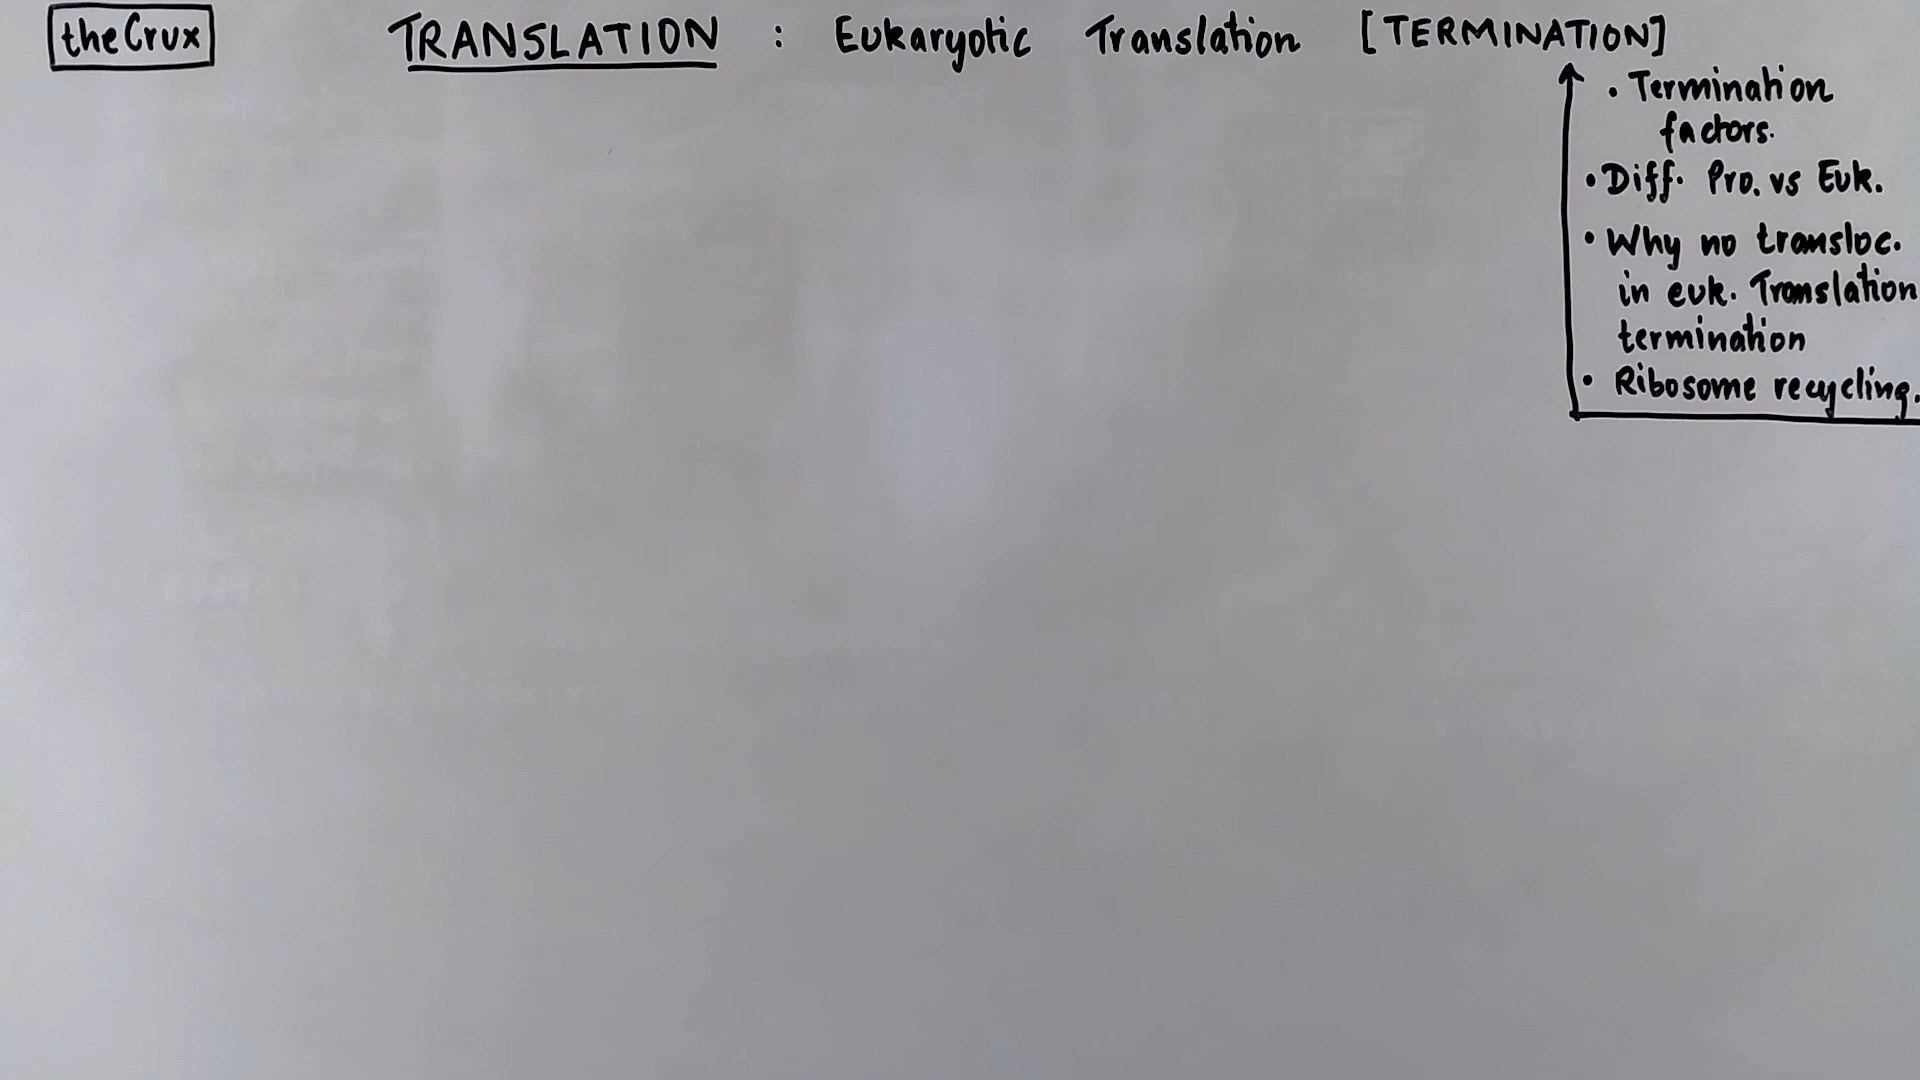 theCrux
TRANSLATION : Eukaryotic Translation [TERMINATION]
• Termination
factors.
• Diff. Pro. vs Euk.
• Why no transloc.
in euk. Translation
termination
• Ribosome recycling.